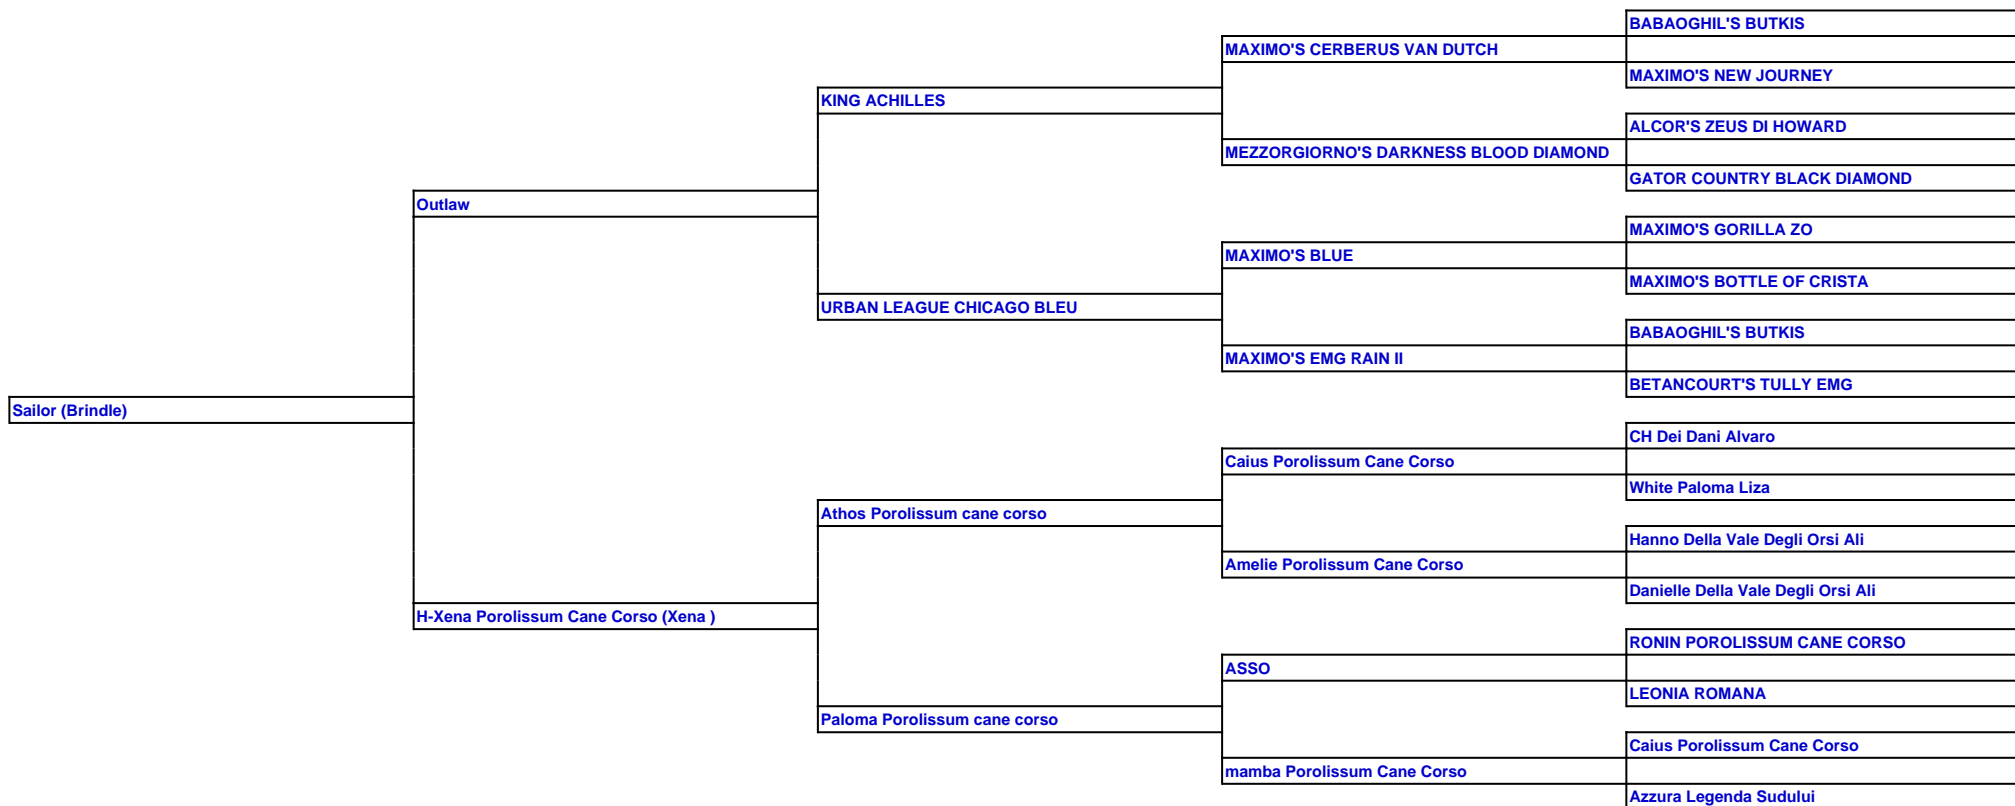 BABAOGHIL'S BUTKIS
MAXIMO'S CERBERUS VAN DUTCH
MAXIMO'S NEW JOURNEY
KING ACHILLES
ALCOR'S ZEUS DI HOWARD
MEZZORGIORNO'S DARKNESS BLOOD DIAMOND
GATOR COUNTRY BLACK DIAMOND
Outlaw
MAXIMO'S GORILLA ZO
MAXIMO'S BLUE
MAXIMO'S BOTTLE OF CRISTA
URBAN LEAGUE CHICAGO BLEU
BABAOGHIL'S BUTKIS
MAXIMO'S EMG RAIN II
BETANCOURT'S TULLY EMG
Sailor (Brindle)
CH Dei Dani Alvaro
Caius Porolissum Cane Corso
White Paloma Liza
Athos Porolissum cane corso
Hanno Della Vale Degli Orsi Ali
Amelie Porolissum Cane Corso
Danielle Della Vale Degli Orsi Ali
H-Xena Porolissum Cane Corso (Xena )
RONIN POROLISSUM CANE CORSO
ASSO
LEONIA ROMANA
Paloma Porolissum cane corso
Caius Porolissum Cane Corso
mamba Porolissum Cane Corso
Azzura Legenda Sudului